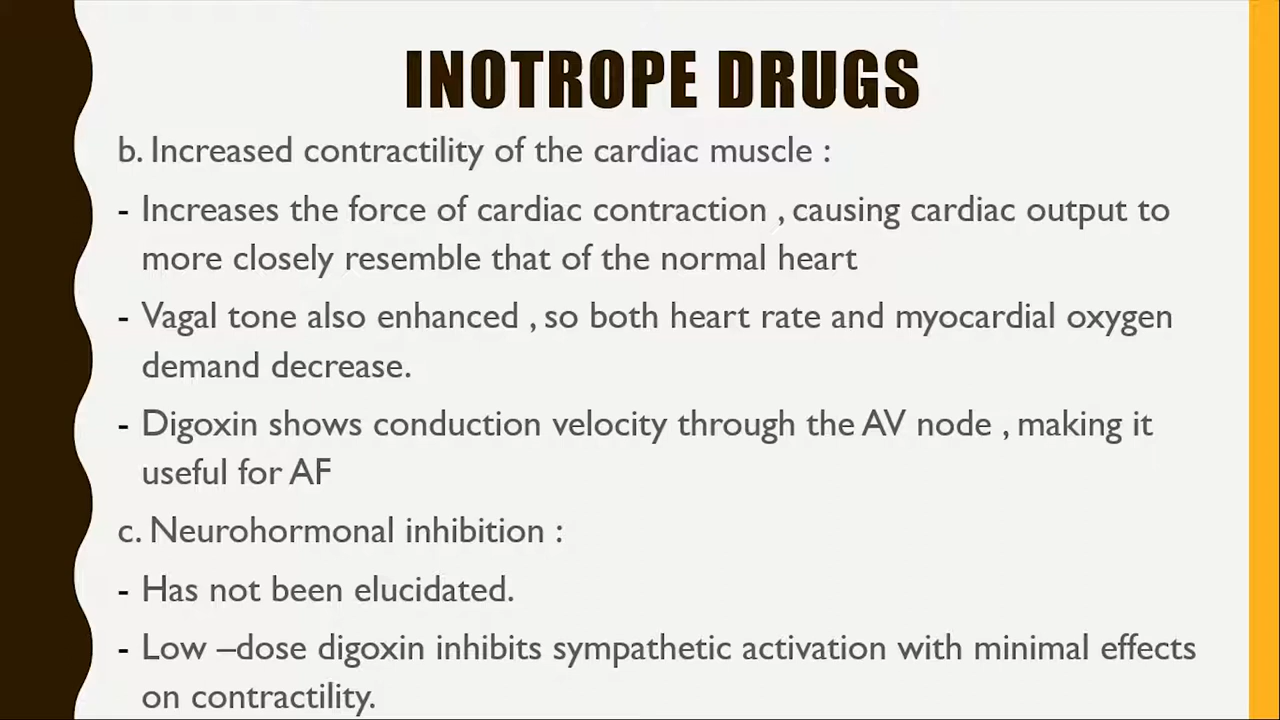 INOTROPE DRUGS
b. Increased contractility of the cardiac muscle :
- Increases the force of cardiac contraction , causing cardiac output to
more closely resemble that of the normal heart
- Vagal tone also enhanced , so both heart rate and myocardial oxygen
demand decrease.
- Digoxin shows conduction velocity through the AV node , making it
useful for AF
c. Neurohormonal inhibition :
- Has not been elucidated.
- Low –dose digoxin inhibits sympathetic activation with minimal effects
on contractility.